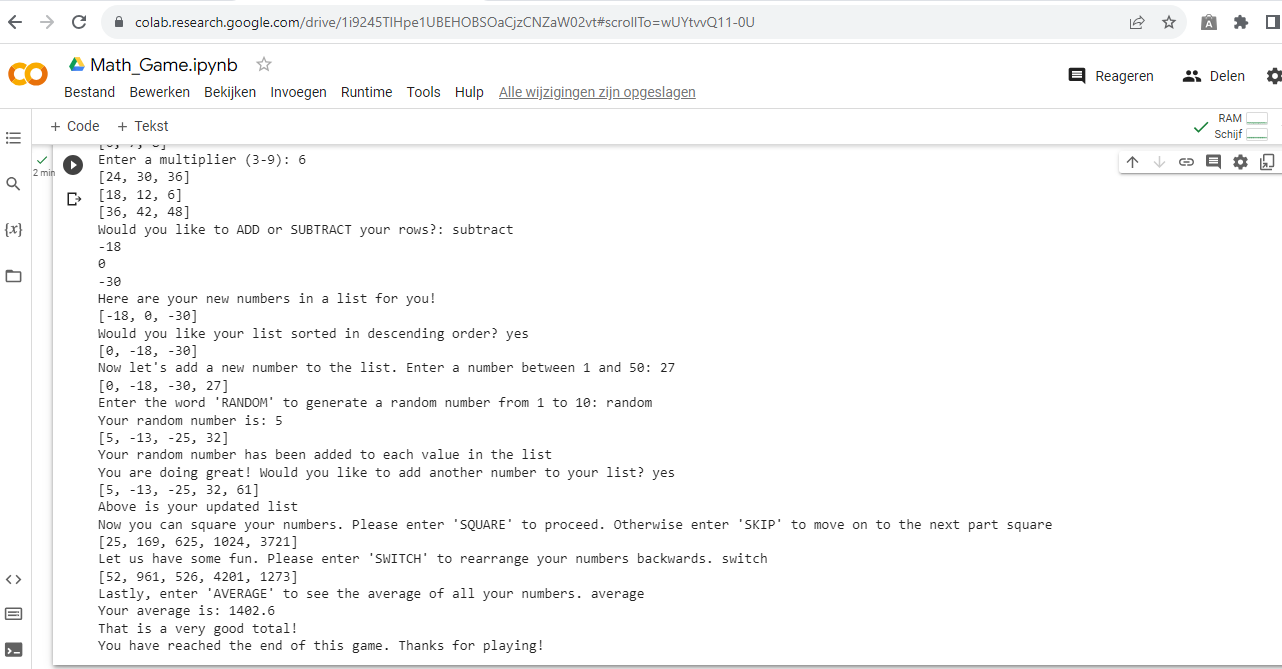 colab.research.google.com/drive/1i9245TIHpe1UBEHOBSOaCjzCNZaW02vt#scrollTo=wUYtvvQ11-0U
Math_Game.ipynb
Reageren
Delen
Bestand Bewerken Bekijken Invoegen Runtime Tools Hulp Alle wijzigingen zijn opgeslagen
+ Code + Tekst
RAM
Schijf
2 min
{x}
Enter a multiplier (3-9): 6
[24, 30, 36]
[18, 12, 6]
[36, 42, 48]
Would you like to ADD or SUBTRACT your rows?: subtract
-18
0
-30
Here are your new numbers in a list for you!
[-18, 0, -30]
Would you like your list sorted in descending order? yes
[0, -18, -30]
Now let's add a new number to the list. Enter a number between 1 and 50: 27
[0, -18, -30, 27]
Enter the word 'RANDOM' to generate a random number from 1 to 10: random
Your random number is: 5
[5, -13, -25, 32]
Your random number has been added to each value in the list
You are doing great! Would you like to add another number to your list? yes
[5, -13, -25, 32, 61]
Above is your updated list
Now you can square your numbers. Please enter 'SQUARE' to proceed. Otherwise enter 'SKIP' to move on to the next part square
[25, 169, 625, 1024, 3721]
Let us have some fun. Please enter 'SWITCH' to rearrange your numbers backwards. switch
[52, 961, 526, 4201, 1273]
Lastly, enter 'AVERAGE' to see the average of all your numbers. average
Your average is: 1402.6
That is a very good total!
You have reached the end of this game. Thanks for playing!